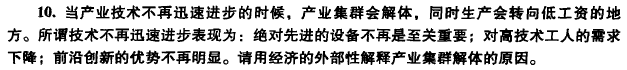 10. 当产业技术不再迅速进步的时候，产业集群会解体，同时生产会转向低工资的地
方。所谓技术不再迅速进步表现为：绝对先进的设备不再是至关重要；对高技术工人的需求
下降；前沿创新的优势不再明显。请用经济的外部性解释产业集群解体的原因。